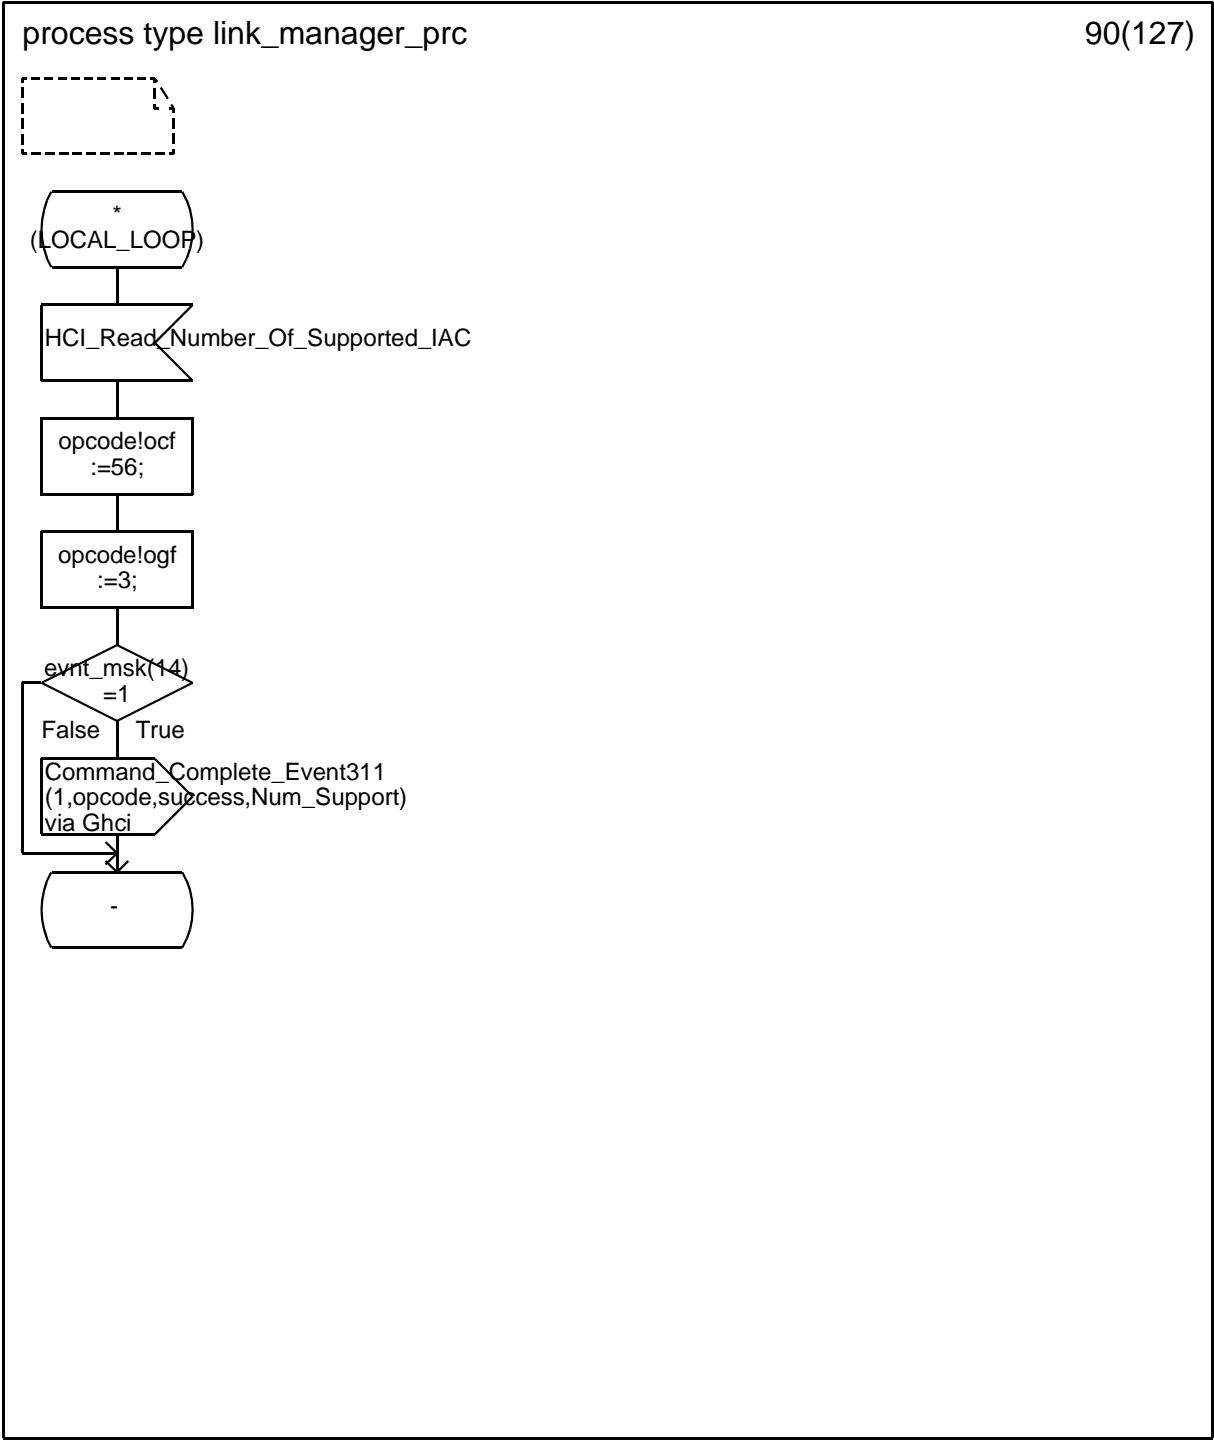 process type link_manager_prc
90(127)
*
(LOCAL_LOOP)
HCI_Read_Number_Of_Supported_IAC
opcode!ocf
:=56;
opcode!ogf
:=3;
evnt_msk(14)
=1
False
True
Command_Complete_Event311
(1,opcode,success,Num_Support)
via Ghci
-